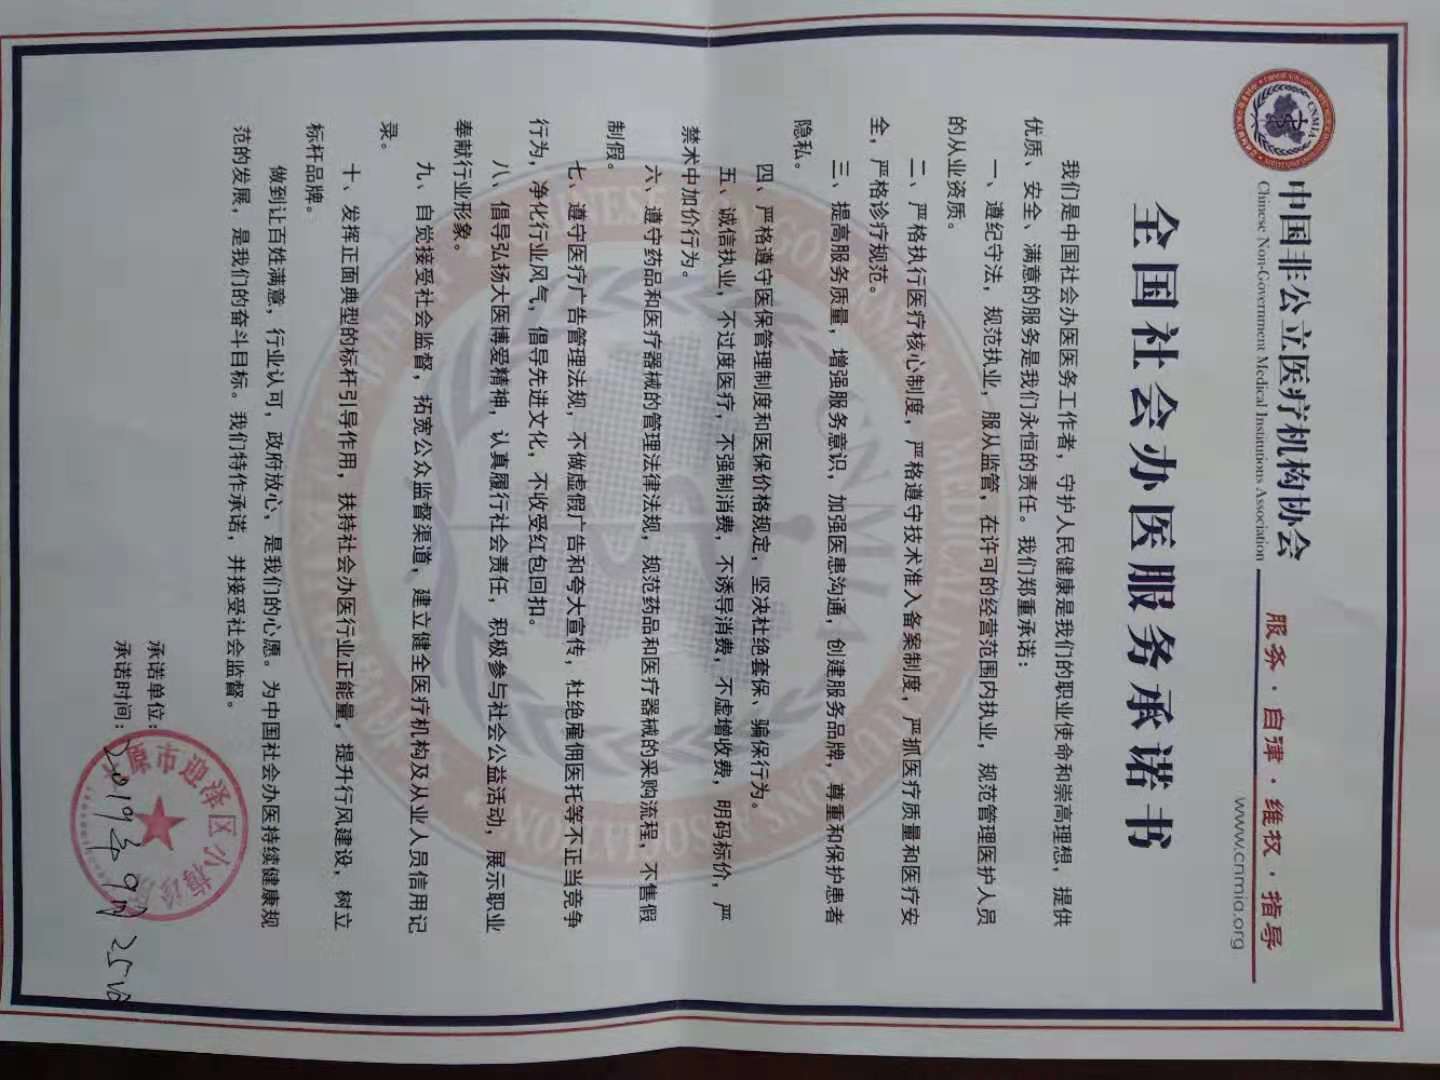 中国非公立医疗机构协会
Chinese Non-Government Medical Institutions Association
服务·自律·维权·指导
www.cnmia.org
全国社会办医服务承诺书
我们是中国社会办医医务工作者，守护人民健康是我们的职业使命和崇高理想，提供
优质、安全、满意的服务是我们永恒的责任。我们郑重承诺：
一、遵纪守法，规范执业，服从监管，在许可的经营范围内执业，规范管理医护人员
的从业资质。
二、严格执行医疗核心制度，严格遵守技术准入备案制度，严抓医疗质量和医疗安
全，严格诊疗规范。
三、提高服务质量，增强服务意识，加强医患沟通，创建服务品牌，尊重和保护患者
隐私。
四、严格遵守医保管理制度和医保价格规定，坚决杜绝套保、骗保行为。
五、诚信执业，不过度医疗，不强制消费，不诱导消费，不虚增收费，明码标价，严
禁术中加价行为。
六、遵守药品和医疗器械的管理法律法规，规范药品和医疗器械的采购流程，不售假
制假。
七、遵守医疗广告管理法规，不做虚假广告和夸大宣传，杜绝雇佣医托等不正当竞争
行为，净化行业风气，倡导先进文化，不收受红包回扣。
八、倡导弘扬大医博爱精神，认真履行社会责任，积极参与社会公益活动，展示职业
奉献行业形象。
九、自觉接受社会监督，拓宽公众监督渠道，建立健全医疗机构及从业人员信用记
录。
十、发挥正面典型的标杆引导作用，扶持社会办医行业正能量，提升行风建设，树立
标杆品牌。
做到让百姓满意，行业认可，政府放心，是我们的心愿。为中国社会办医持续健康规
范的发展，是我们的奋斗目标。我们特作承诺，并接受社会监督。
承诺单位：
承诺时间：2019年9月25日
原市迎泽区小
CNMIA